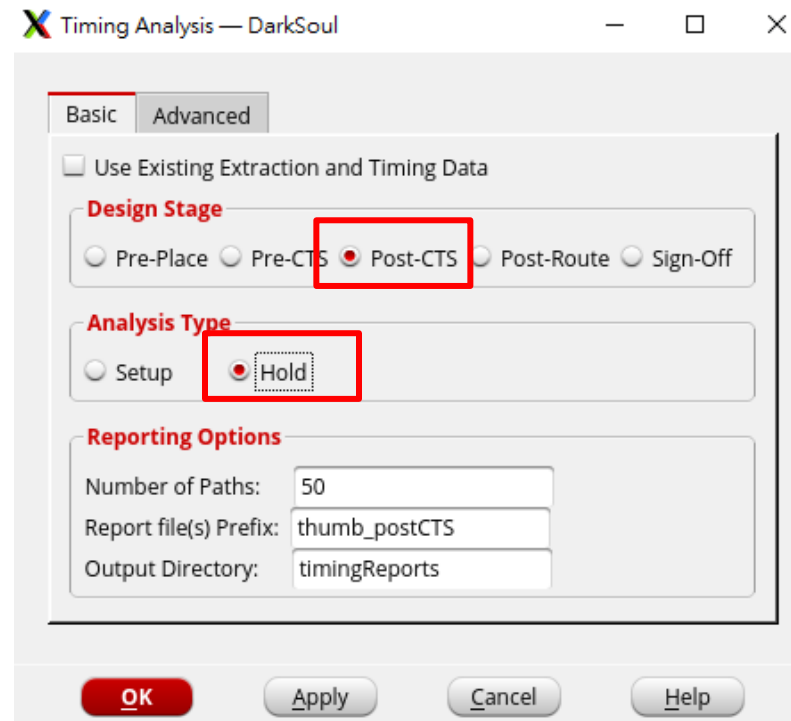 Timing Analysis — DarkSoul
Basic Advanced
Use Existing Extraction and Timing Data
Design Stage
Pre-Place Pre-CTS Post-CTS Post-Route Sign-Off
Analysis Type
Setup Hold
Reporting Options
Number of Paths: 50
Report file(s) Prefix: thumb_postCTS
Output Directory: timingReports
OK Apply Cancel Help